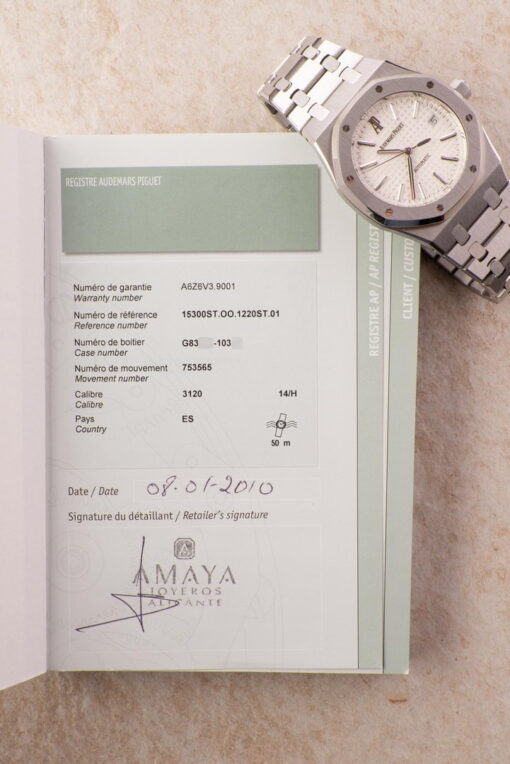 REGISTRE AUDEMARS PIGUET
Numéro de garantie A6Z6V3.9001
Warranty number
Numéro de référence 15300ST.OO.1220ST.01
Reference number
Numéro de boitier G83 -103
Case number
Numéro de mouvement 753565
Movement number
Calibre 3120 14/H
Calibre
Pays ES
Country
50 m
Date / Date 08-01-2010
Signature du détaillant / Retailer's signature
AMAYA
JOYEROS
ALICANTE
REGISTRE AP / AP REGIST
CLIENT / CUSTO
AP
AUDEMARS PIGUET
AUTOMATIC